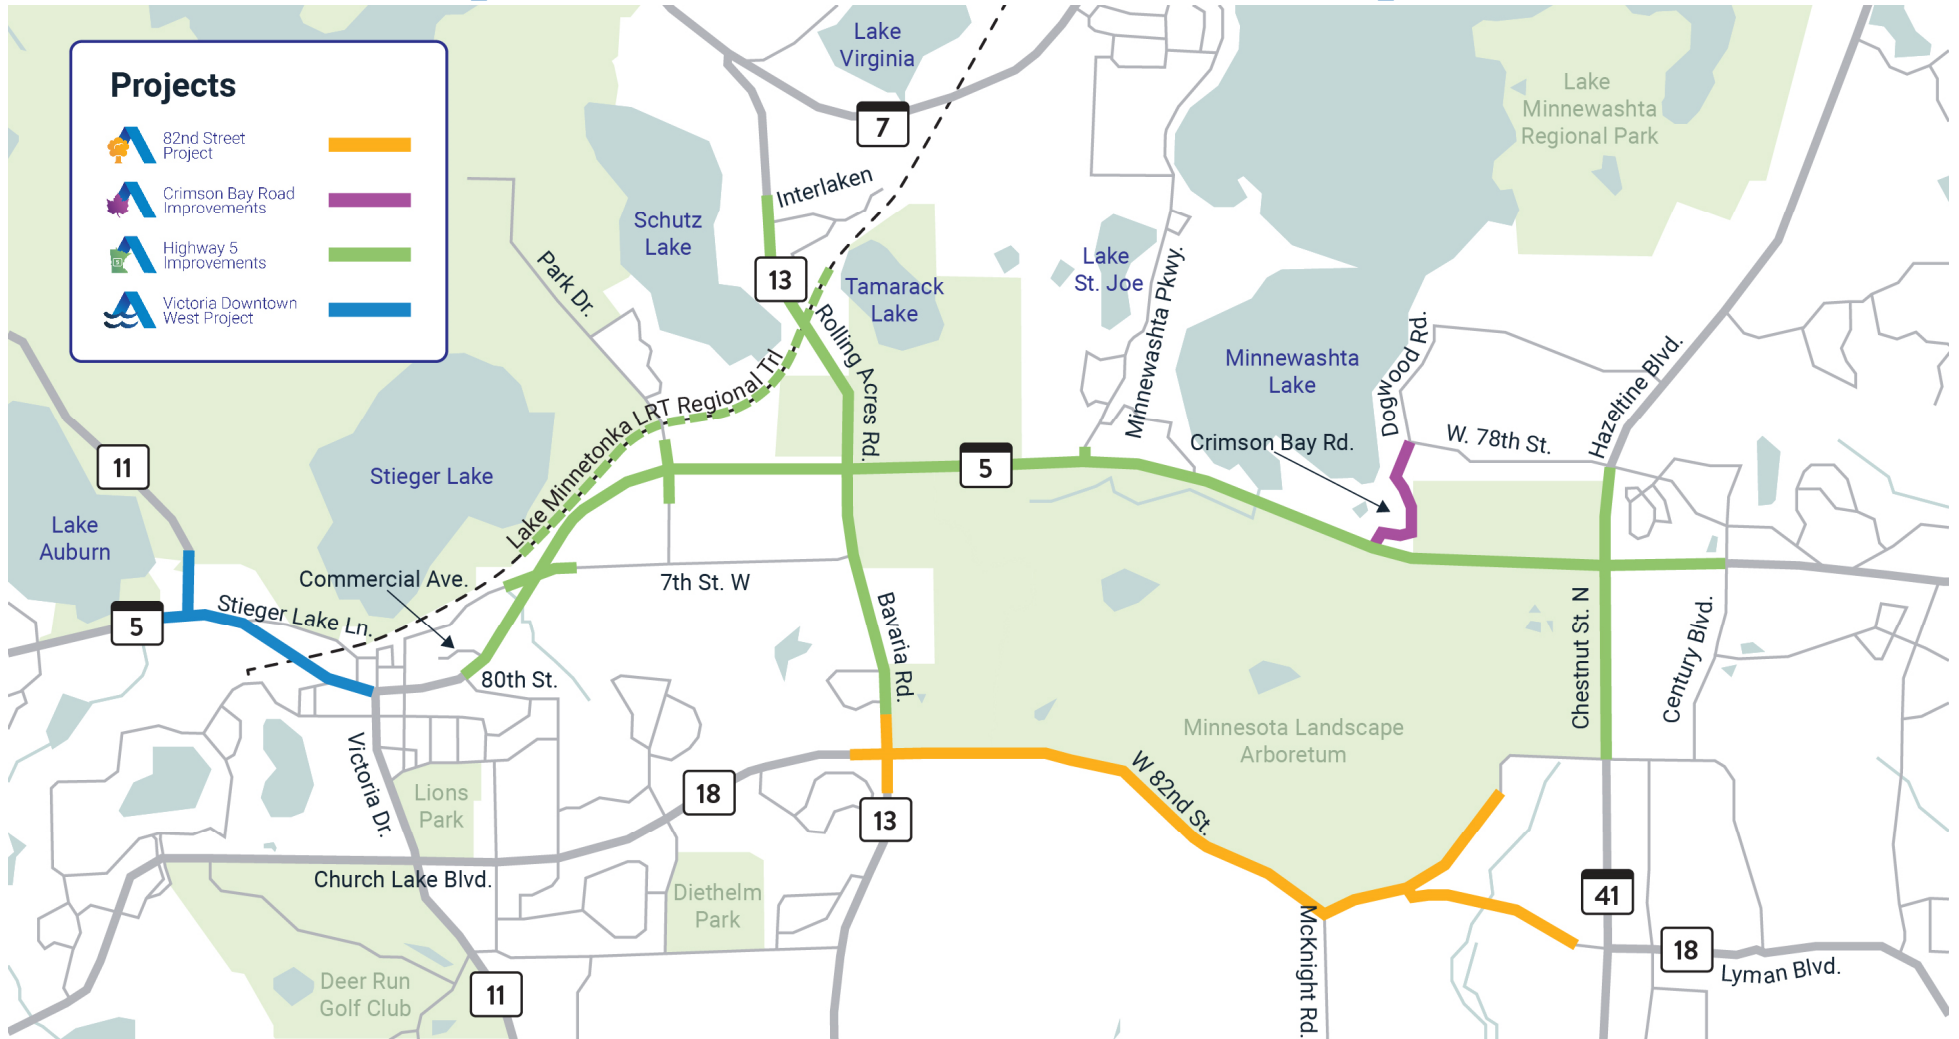 Projects
82nd Street
Project
Crimson Bay Road
Improvements
Highway 5
Improvements
5
Victoria Downtown
West Project
Lake
Virginia
7
Lake
Minnewashta
Regional Park
Interlaken
Schutz
Lake
13
Park Dr.
Tamarack
Lake
Lake
St. Joe
Minnewashta Pkwy.
Rolling Acres Rd.
Minnewashta
Lake
Dogwood Rd.
Hazeltine Blvd.
Lake Minnetonka LRT Regional Trl
Crimson Bay Rd.
W. 78th St.
11
Stieger Lake
5
Lake
Auburn
Commercial Ave.
7th St. W
5
Stieger Lake Ln.
Bavaria Rd.
Chestnut St. N
Century Blvd.
80th St.
Minnesota Landscape
Arboretum
Victoria Dr.
W 82nd St.
Lions
Park
18
13
Church Lake Blvd.
Diethelm
Park
41
McKnight Rd.
18
Lyman Blvd.
Deer Run
Golf Club
11